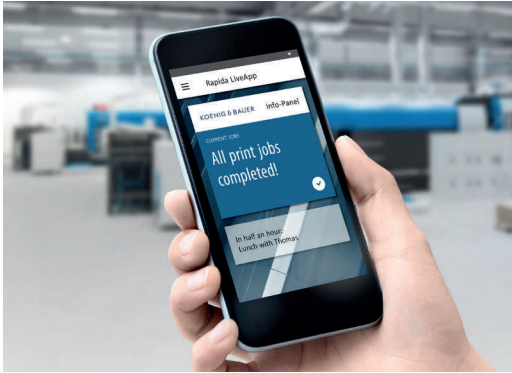 Rapida LiveApp
KOENIG & BAUER Info-Panel
CURRENT JOBS
All print jobs
completed!
In half an hour:
Lunch with Thomas